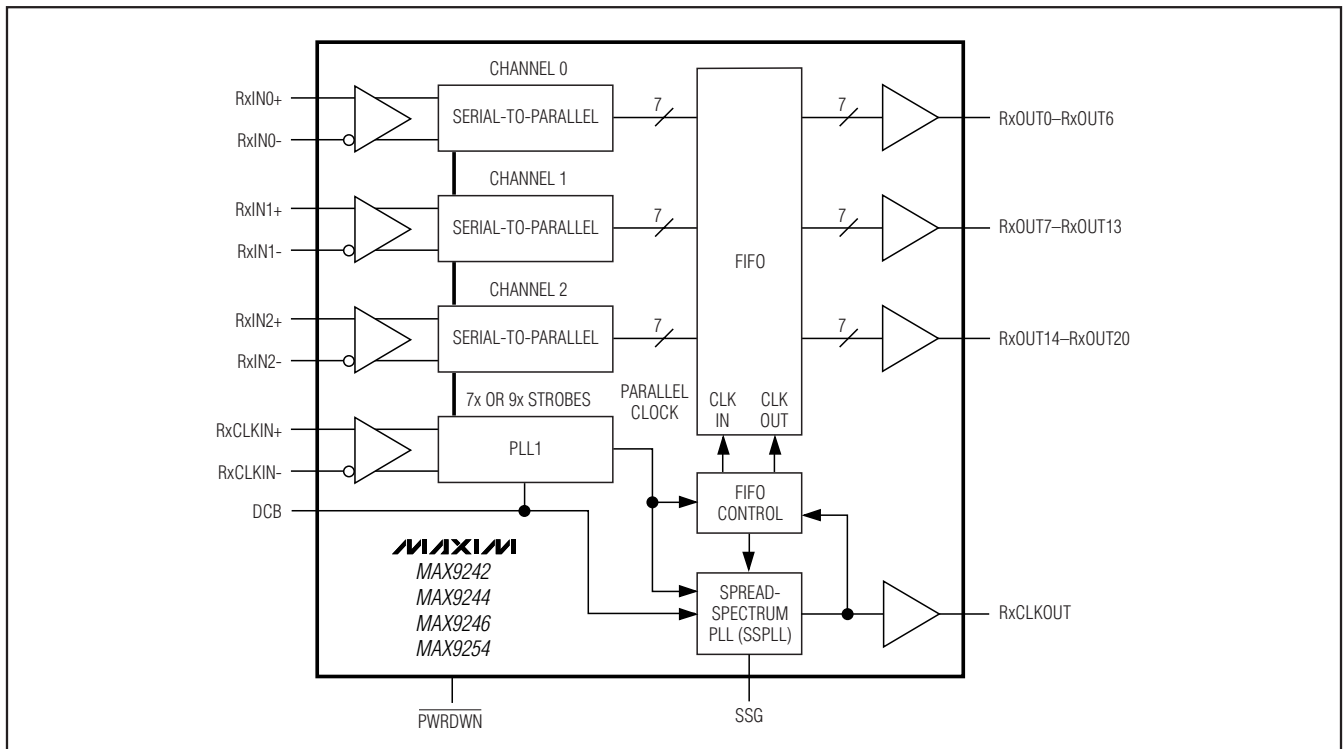 CHANNEL 0
RxIN0+
RxIN0-
SERIAL-TO-PARALLEL
7
7
RxOUT0–RxOUT6
CHANNEL 1
RxIN1+
RxIN1-
SERIAL-TO-PARALLEL
7
7
RxOUT7–RxOUT13
FIFO
CHANNEL 2
RxIN2+
RxIN2-
SERIAL-TO-PARALLEL
7
7
RxOUT14–RxOUT20
7x OR 9x STROBES
PARALLEL
CLOCK
CLK
IN
CLK
OUT
RxCLKIN+
RxCLKIN-
PLL1
DCB
FIFO
CONTROL
MAXIM
MAX9242
MAX9244
MAX9246
MAX9254
SPREAD-
SPECTRUM
PLL (SSPLL)
RxCLKOUT
PWRDWN
SSG